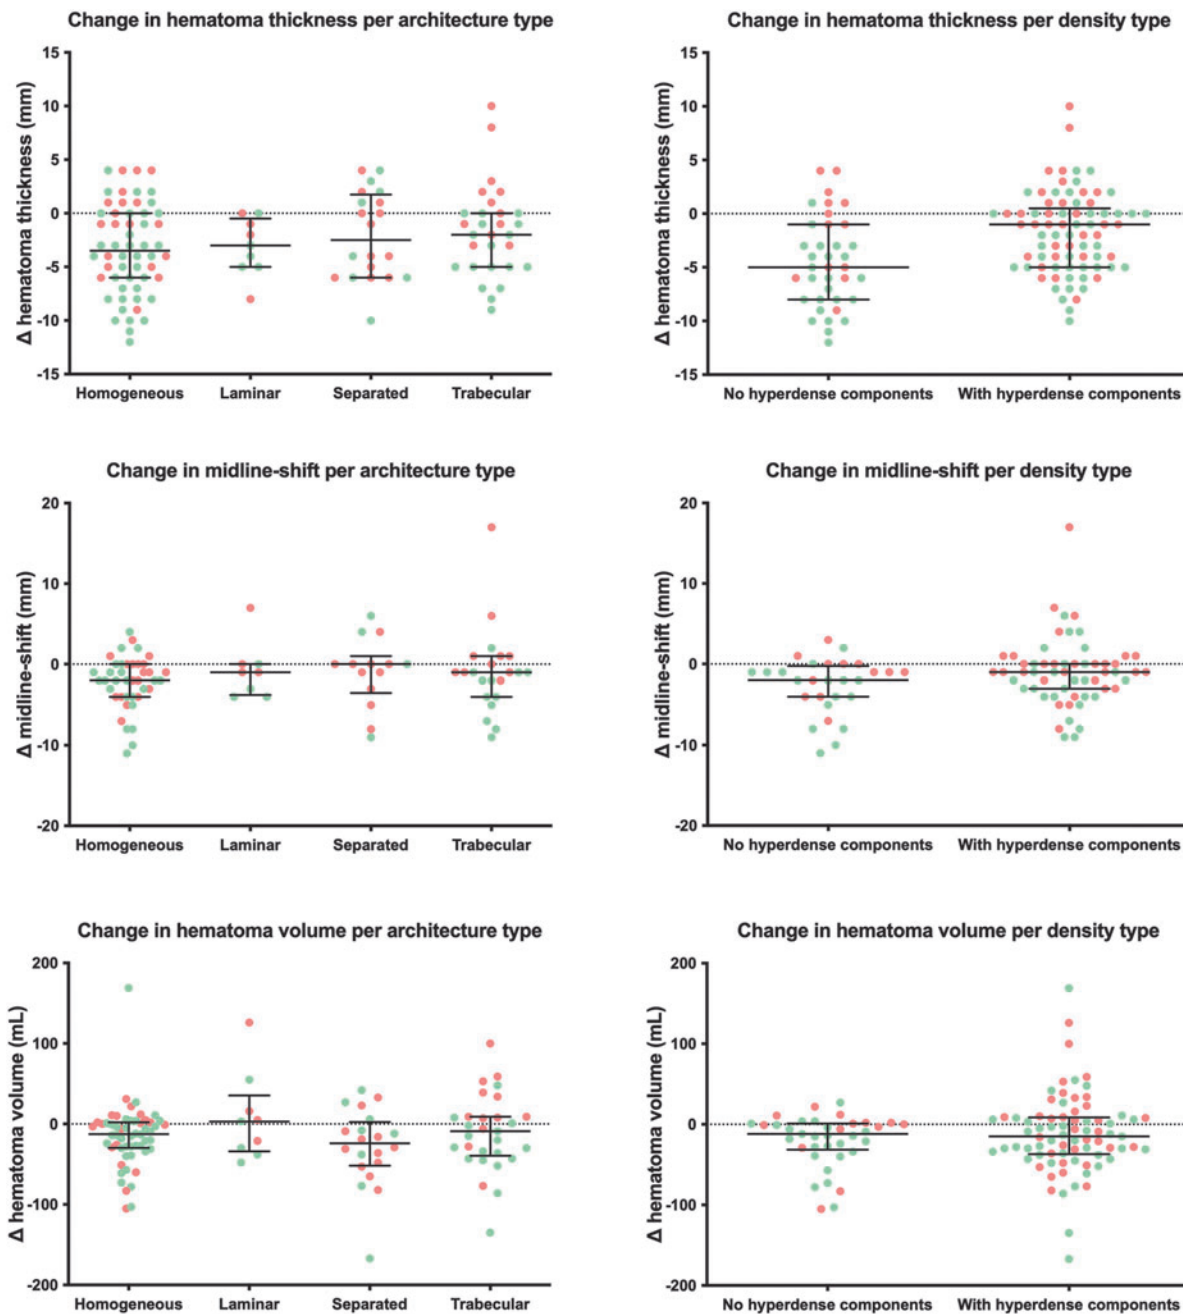 Change in hematoma thickness per architecture type
Δ hematoma thickness (mm)
15
10
5
0
-5
-10
-15
Homogeneous
Laminar
Separated
Trabecular
Change in hematoma thickness per density type
Δ hematoma thickness (mm)
15
10
5
0
-5
-10
-15
No hyperdense components
With hyperdense components
Change in midline-shift per architecture type
Δ midline-shift (mm)
20
10
0
-10
-20
Homogeneous
Laminar
Separated
Trabecular
Change in midline-shift per density type
Δ midline-shift (mm)
20
10
0
-10
-20
No hyperdense components
With hyperdense components
Change in hematoma volume per architecture type
Δ hematoma volume (mL)
200
100
0
-100
-200
Homogeneous
Laminar
Separated
Trabecular
Change in hematoma volume per density type
Δ hematoma volume (mL)
200
100
0
-100
-200
No hyperdense components
With hyperdense components